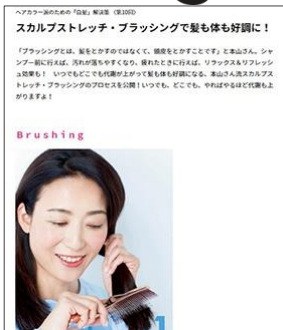 ヘアカラー派のための「白髪」解決策 〈第10回〉
スカルプストレッチ・ブラッシングで髪も体も好調に！
「ブラッシングとは、髪をとかすのではなくて、頭皮をとかすことです」と本山さん。シャ
ンプー前に行えば、汚れが落ちやすくなり、疲れたときに行えば、リラックス&リフレッシ
ュ効果も！ いつでもどこでも代謝が上がって髪も体も好調になる、本山さん流スカルプス
トレッチ・ブラッシングのプロセスを公開！いつでも、どこでも、やればやるほど代謝も上
がりますよ！
Brushing
1